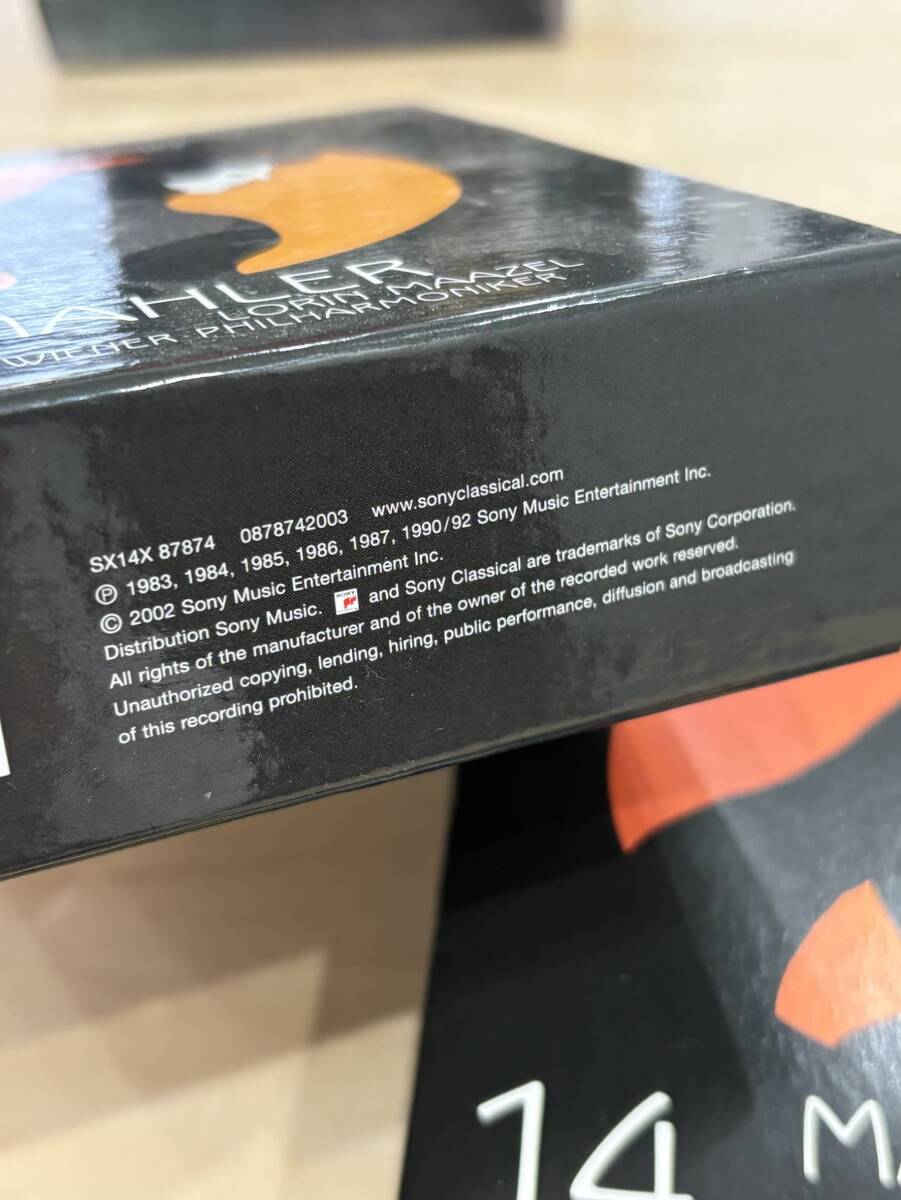 MAHLER
LORIN MAAZEL
WIENER PHILHARMONIKER
SX14X 87874 0878742003 www.sonyclassical.com
℗ 1983, 1984, 1985, 1986, 1987, 1990/92 Sony Music Entertainment Inc.
© 2002 Sony Music Entertainment Inc.
Distribution Sony Music. SONY and Sony Classical are trademarks of Sony Corporation.
All rights of the manufacturer and of the owner of the recorded work reserved.
Unauthorized copying, lending, hiring, public performance, diffusion and broadcasting
of this recording prohibited.
14 MA